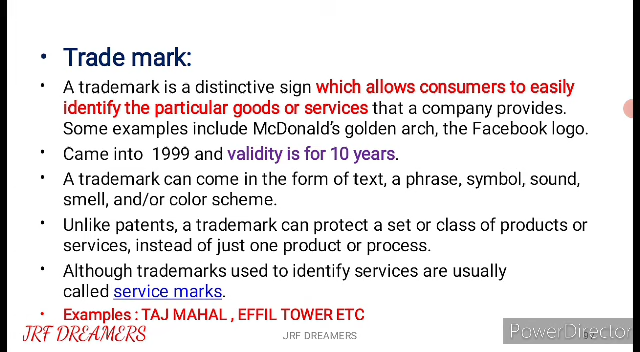 • Trade mark:
• A trademark is a distinctive sign which allows consumers to easily
identify the particular goods or services that a company provides.
Some examples include McDonald's golden arch, the Facebook logo.
• Came into 1999 and validity is for 10 years.
• A trademark can come in the form of text, a phrase, symbol, sound,
smell, and/or color scheme.
• Unlike patents, a trademark can protect a set or class of products or
services, instead of just one product or process.
• Although trademarks used to identify services are usually
called service marks.
• Examples : TAJ MAHAL , EFFIL TOWER ETC
JRF DREAMERS
JRF DREAMERS
PowerDirector